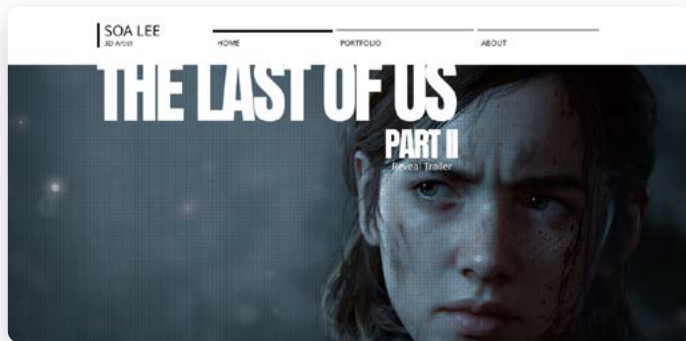 SOA LEE
3D Artist
HOME
PORTFOLIO
ABOUT
THE LAST OF US
PART II
Reveal Trailer